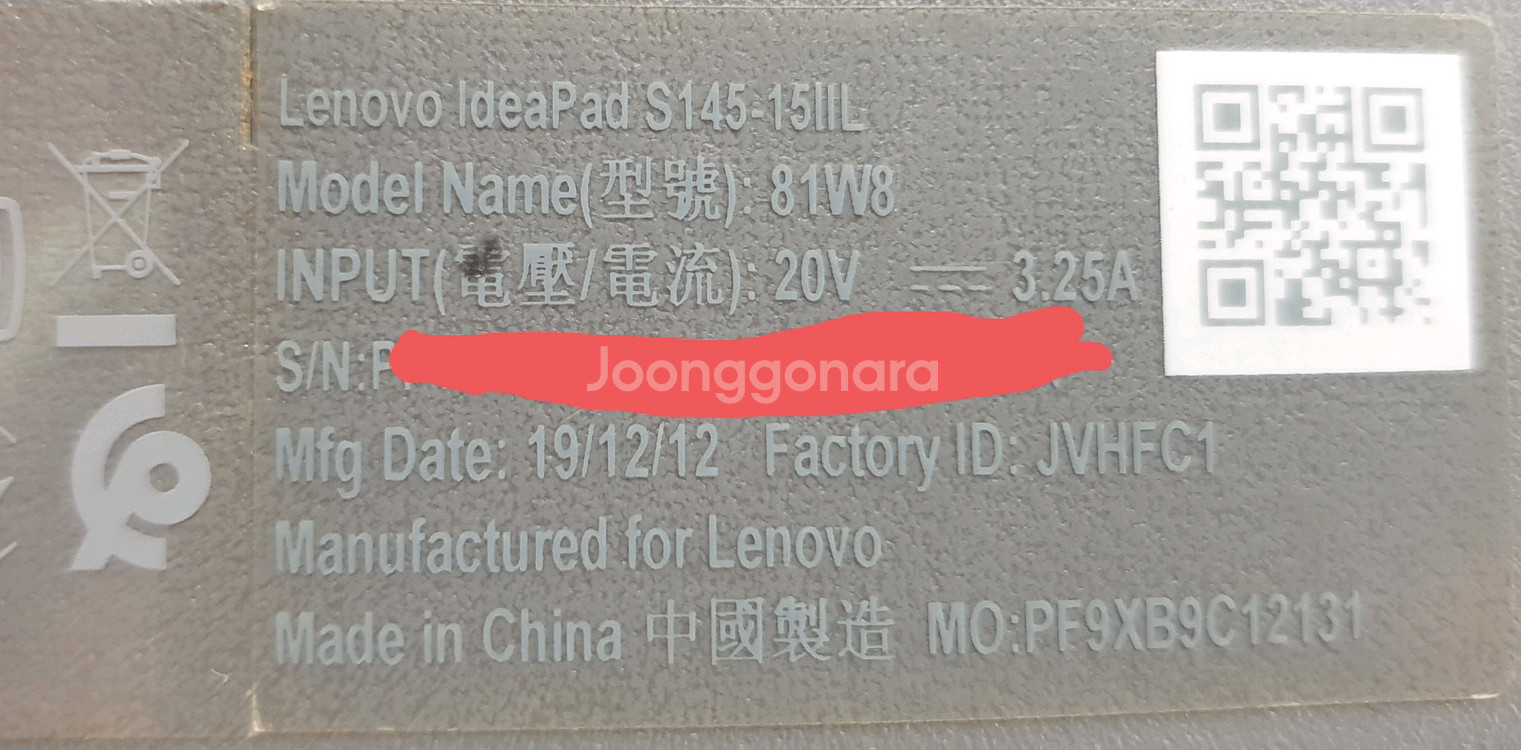 Lenovo IdeaPad S145-15IIL
Model Name(型號): 81W8
INPUT(電壓/電流): 20V ⎓ 3.25A
S/N:P
Joonggonara
Mfg Date: 19/12/12 Factory ID: JVHFC1
Manufactured for Lenovo
Made in China 中國製造 MO:PF9XB9C12131